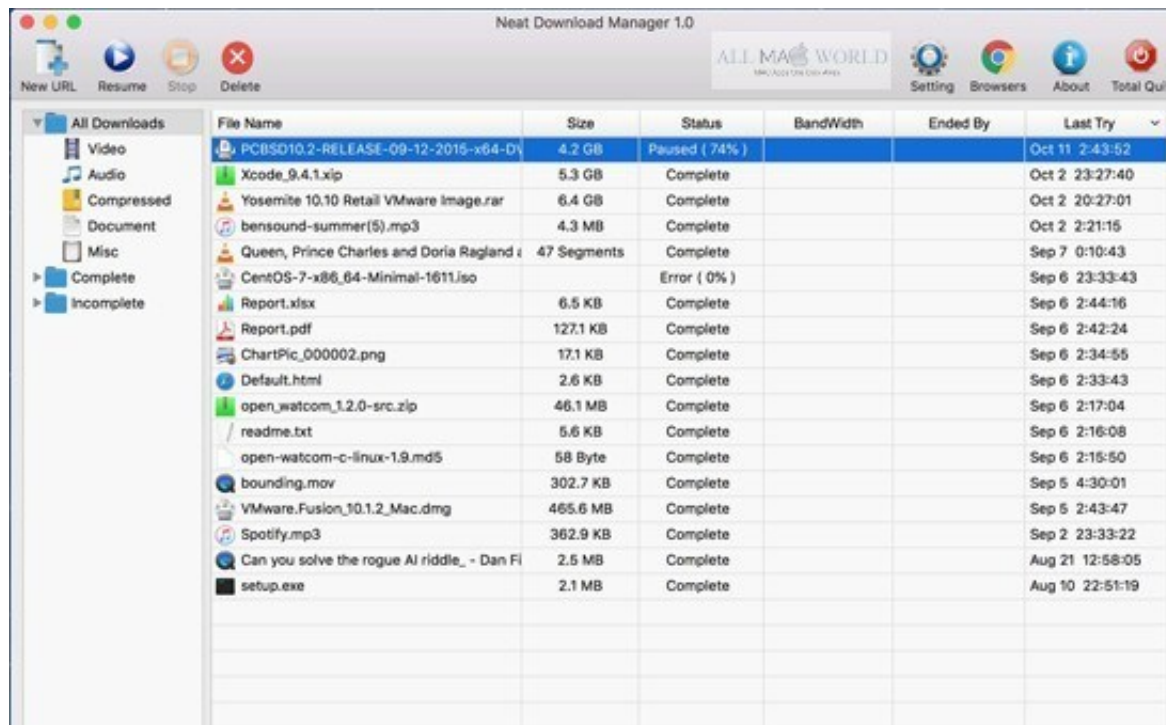 Neat Download Manager 1.0
New URL Resume Stop Delete ALL MAC WORLD Setting Browsers About Total Qui
All Downloads File Name Size Status BandWidth Ended By Last Try
Video PCBSD10.2-RELEASE-09-12-2015-x64-D 4.2 GB Paused ( 74% ) Oct 11 2:43:52
Audio Xcode_9.4.1.xip 5.3 GB Complete Oct 2 23:27:40
Compressed Yosemite 10.10 Retail VMware Image.rar 6.4 GB Complete Oct 2 20:27:01
Document bensound-summer(5).mp3 4.3 MB Complete Oct 2 2:21:15
Misc Queen, Prince Charles and Doria Ragland a 47 Segments Complete Sep 7 0:10:43
Complete CentOS-7-x86_64-Minimal-1611.iso Error ( 0% ) Sep 6 23:33:43
Incomplete Report.xlsx 6.5 KB Complete Sep 6 2:44:16
Report.pdf 127.1 KB Complete Sep 6 2:42:24
ChartPic_000002.png 17.1 KB Complete Sep 6 2:34:55
Default.html 2.6 KB Complete Sep 6 2:33:43
open_watcom_1.2.0-src.zip 46.1 MB Complete Sep 6 2:17:04
readme.txt 5.6 KB Complete Sep 6 2:16:08
open-watcom-c-linux-1.9.md5 58 Byte Complete Sep 6 2:15:50
bounding.mov 302.7 KB Complete Sep 5 4:30:01
VMware.Fusion_10.1.2_Mac.dmg 465.6 MB Complete Sep 5 2:43:47
Spotify.mp3 362.9 KB Complete Sep 2 23:33:22
Can you solve the rogue AI riddle_ - Dan Fi 2.5 MB Complete Aug 21 12:58:05
setup.exe 2.1 MB Complete Aug 10 22:51:19